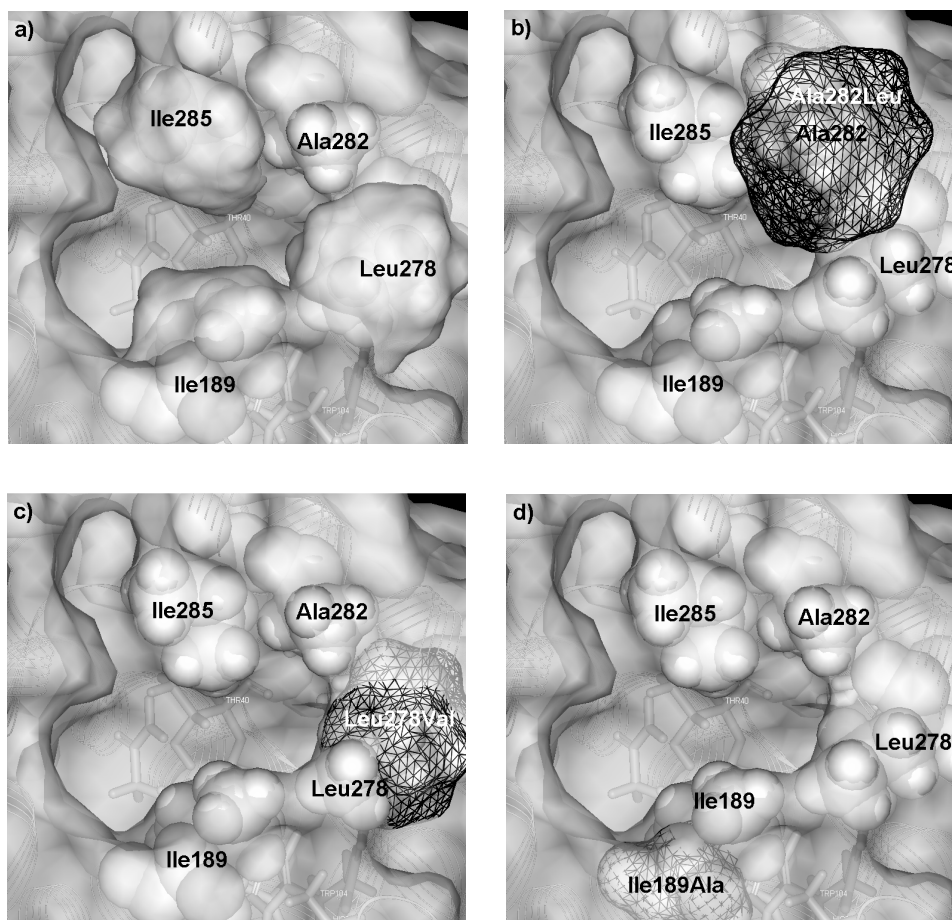 a)
Ile285
Ala282
THR40
Leu278
Ile189
TRP104
b)
Ala282Leu
Ile285
Ala282
THR40
Leu278
Ile189
TRP104
c)
Ile285
Ala282
THR40
Leu278Val
Leu278
Ile189
TRP104
d)
Ile285
Ala282
THR40
Leu278
Ile189
Ile189Ala
TRP104